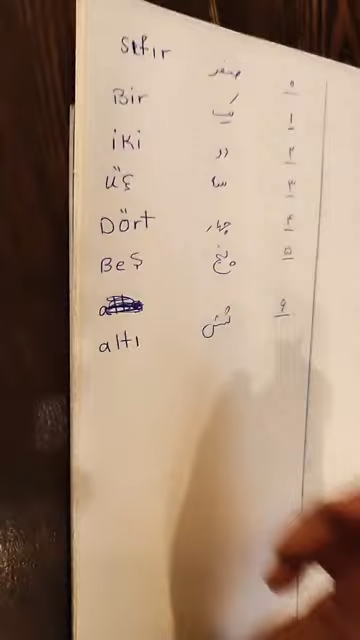 Sıfır صفر ۰
Bir یک ۱
iki دو ۲
üç سه ۳
Dört چهار ۴
Beş پنج ۵
altı شش ۶